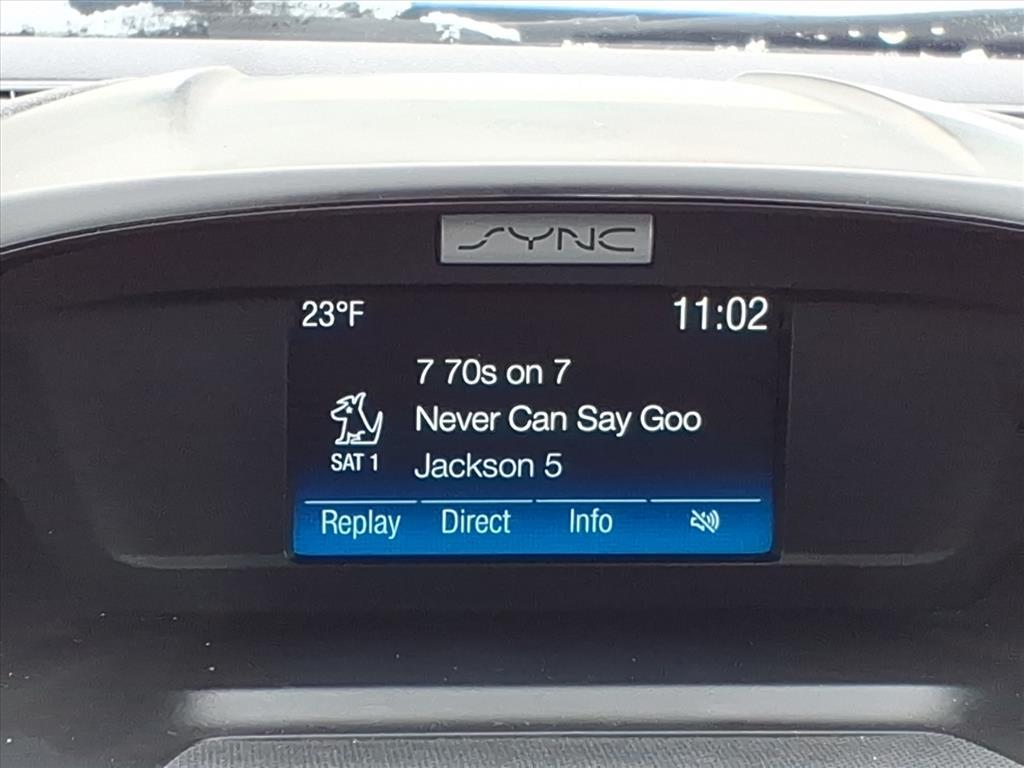 SYNC
23°F 11:02
7 70s on 7
Never Can Say Goo
SAT 1 Jackson 5
Replay Direct Info